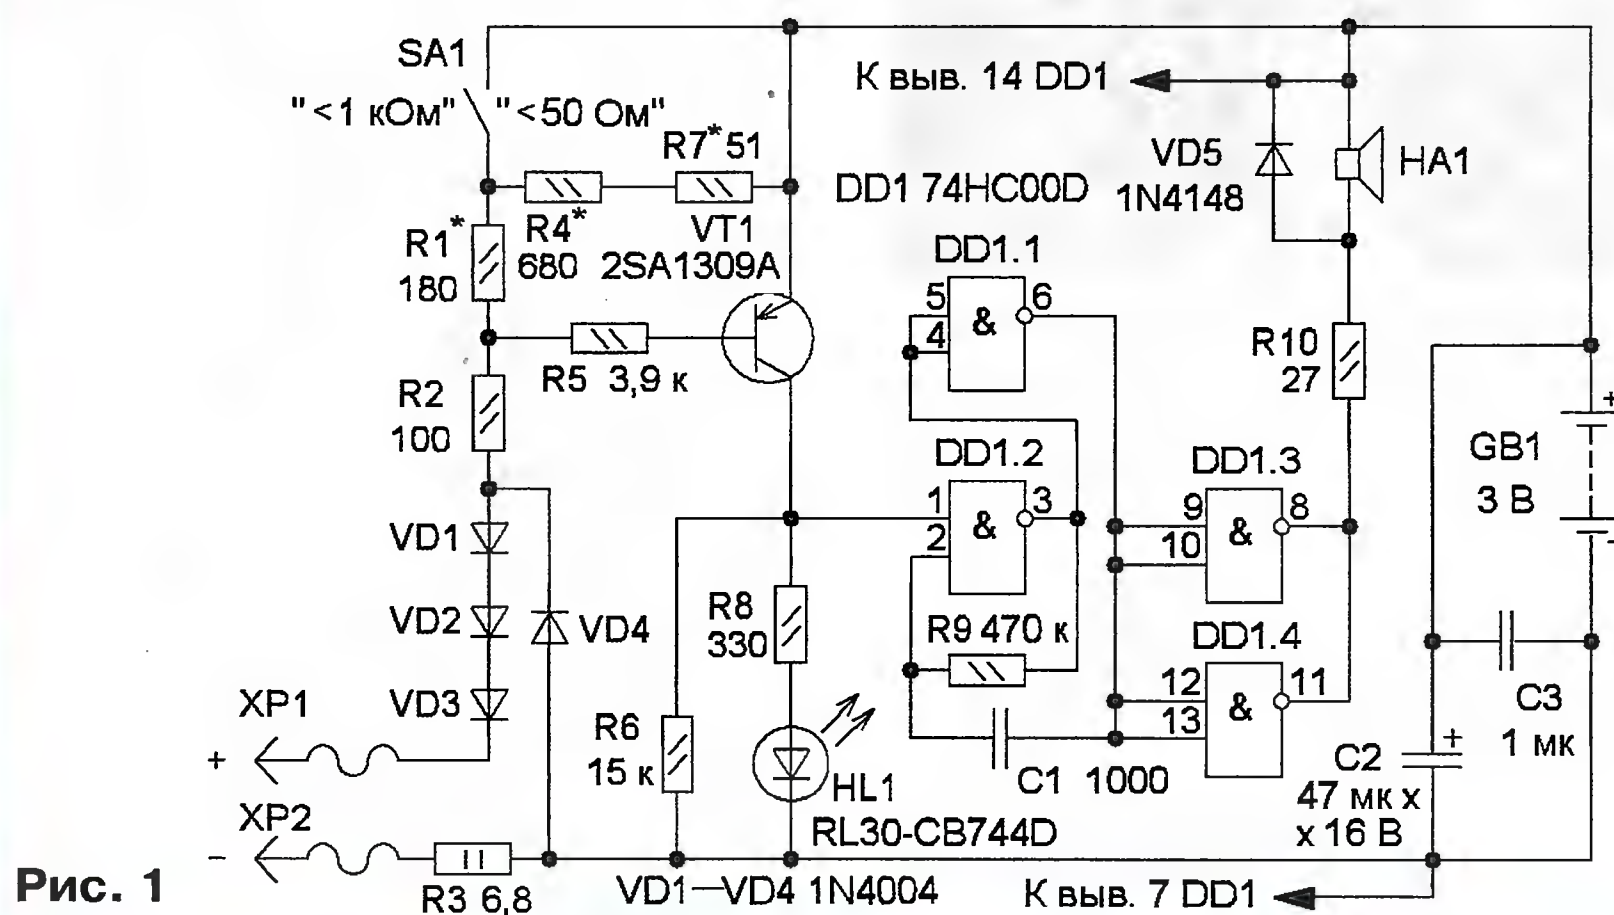 SA1
"<1 кОм" "<50 Ом"
К выв. 14 DD1
R7* 51
VD5
1N4148
HA1
DD1 74HC00D
R1*
180
R4*
680
VT1
2SA1309A
DD1.1
5
4
&
6
R10
27
R5 3,9 к
R2
100
DD1.2
1
2
&
3
DD1.3
9
10
&
8
GB1
3 В
+
-
VD1
VD2
VD4
VD3
R8
330
R9 470 к
DD1.4
12
13
&
11
XP1
+
R6
15 к
HL1
RL30-CB744D
C1 1000
C3
1 мк
C2
+
47 мк х
х 16 В
XP2
–
R3 6,8
VD1—VD4 1N4004
К выв. 7 DD1
Рис. 1